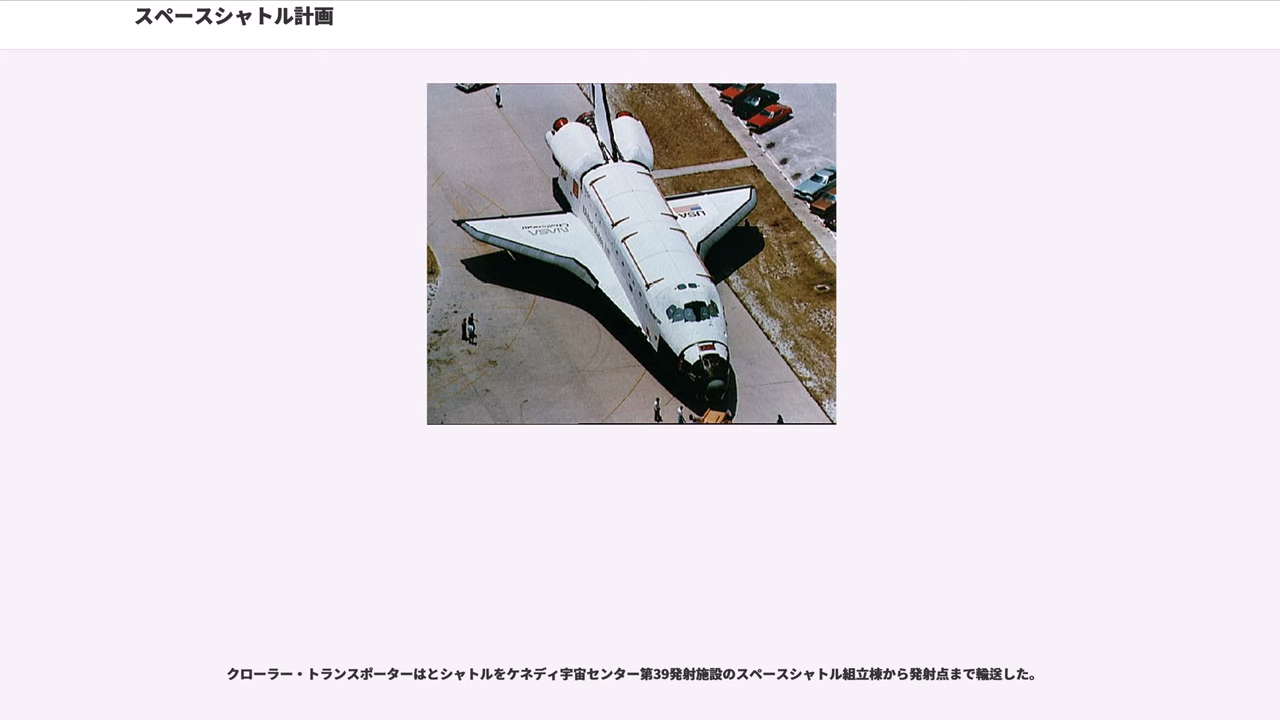 スペースシャトル計画
USA
NASA
Challenger
クローラー・トランスポーターはとシャトルをケネディ宇宙センター第39発射施設のスペースシャトル組立棟から発射点まで輸送した。